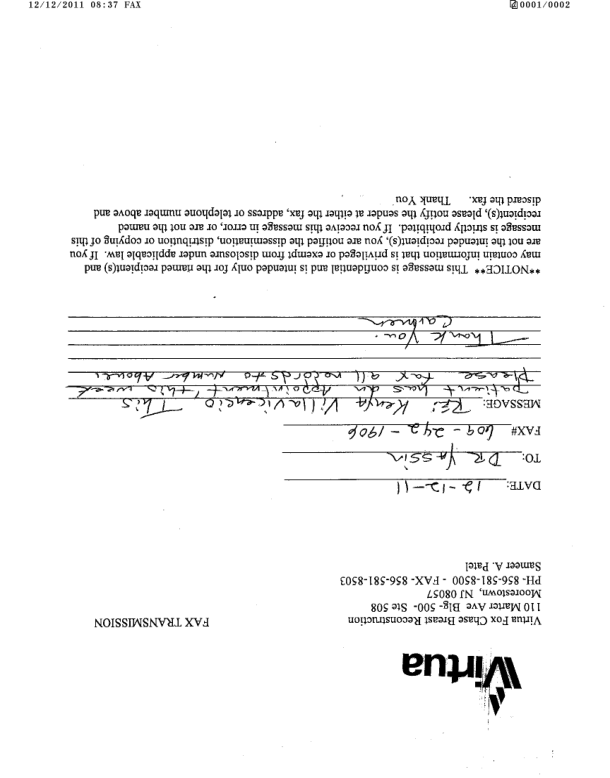 12/12/2011 08:37 FAX
0001/0002
Virtua
Virtua Fox Chase Breast Reconstruction
110 Marter Ave Blg- 500- Ste 508
Moorestown, NJ 08057
PH- 856-581-8500 - FAX- 856-581-8503
Sameer A. Patel
FAX TRANSMISSION
DATE: 12-12-11
TO: DR Yassin
FAX# 609-242-1906
MESSAGE: RE: Kenya Villavicencio This
patient has an Appointment this week
Please fax all records to Number Above.
Thank You.
Carmen
**NOTICE** This message is confidential and is intended only for the named recipient(s) and
may contain information that is privileged or exempt from disclosure under applicable law. If you
are not the intended recipient(s), you are notified the dissemination, distribution or copying of this
message is strictly prohibited. If you receive this message in error, or are not the named
recipient(s), please notify the sender at either the fax, address or telephone number above and
discard the fax. Thank You